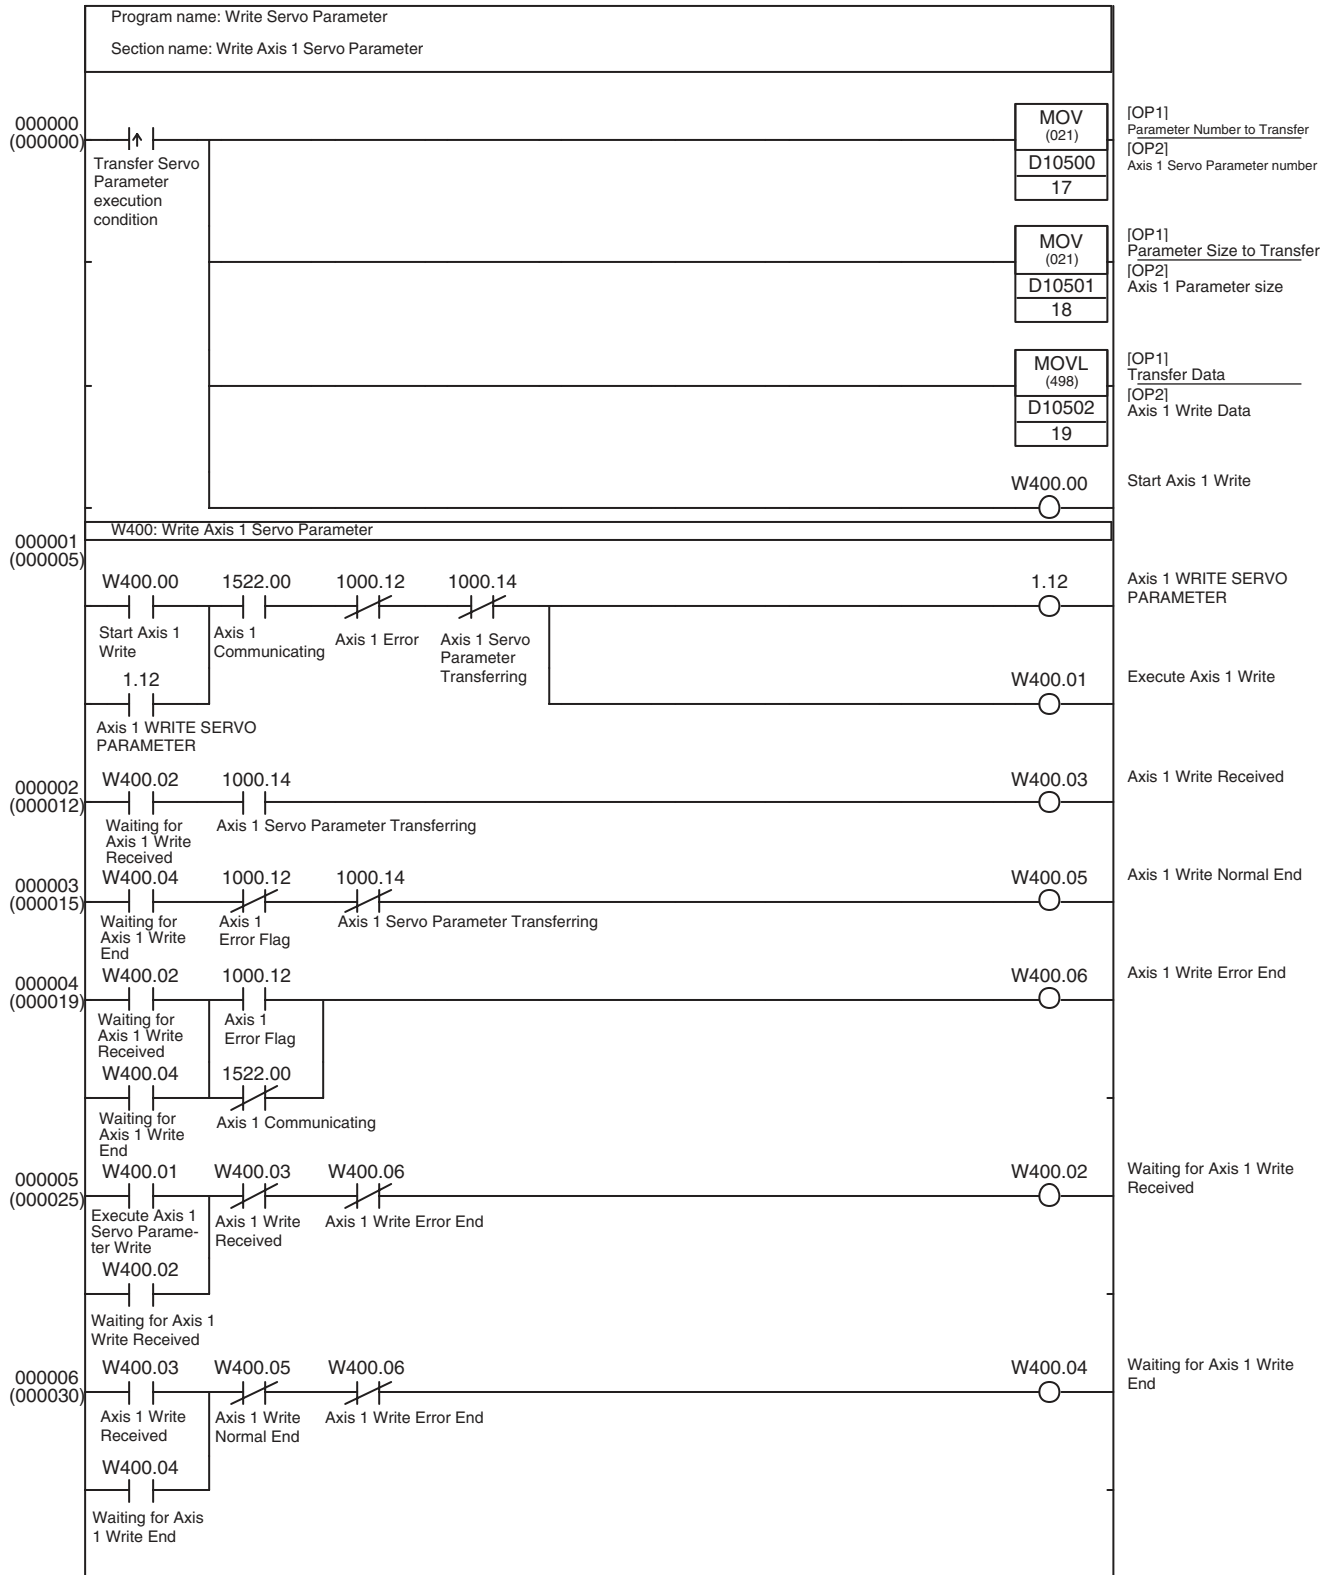 Program name: Write Servo Parameter
Section name: Write Axis 1 Servo Parameter
000000
(000000)
Transfer Servo
Parameter
execution
condition
MOV
(021)
D10500
17
[OP1]
Parameter Number to Transfer
[OP2]
Axis 1 Servo Parameter number
MOV
(021)
D10501
18
[OP1]
Parameter Size to Transfer
[OP2]
Axis 1 Parameter size
MOVL
(498)
D10502
19
[OP1]
Transfer Data
[OP2]
Axis 1 Write Data
W400.00
Start Axis 1 Write
W400: Write Axis 1 Servo Parameter
000001
(000005)
W400.00 1522.00 1000.12 1000.14 1.12
Axis 1 WRITE SERVO
PARAMETER
Start Axis 1
Write
Axis 1
Communicating
Axis 1 Error
Axis 1 Servo
Parameter
Transferring
1.12 W400.01 Execute Axis 1 Write
Axis 1 WRITE SERVO
PARAMETER
000002
(000012)
W400.02 1000.14 W400.03 Axis 1 Write Received
Waiting for
Axis 1 Write
Received
Axis 1 Servo Parameter Transferring
000003
(000015)
W400.04 1000.12 1000.14 W400.05 Axis 1 Write Normal End
Waiting for
Axis 1 Write
End
Axis 1
Error Flag
Axis 1 Servo Parameter Transferring
000004
(000019)
W400.02 1000.12 W400.06 Axis 1 Write Error End
Waiting for
Axis 1 Write
Received
Axis 1
Error Flag
W400.04 1522.00
Waiting for
Axis 1 Write
End
Axis 1 Communicating
000005
(000025)
W400.01 W400.03 W400.06 W400.02
Waiting for Axis 1 Write
Received
Execute Axis 1
Servo Parame-
ter Write
Axis 1 Write
Received
Axis 1 Write Error End
W400.02
Waiting for Axis 1
Write Received
000006
(000030)
W400.03 W400.05 W400.06 W400.04
Waiting for Axis 1 Write
End
Axis 1 Write
Received
Axis 1 Write
Normal End
Axis 1 Write Error End
W400.04
Waiting for Axis
1 Write End